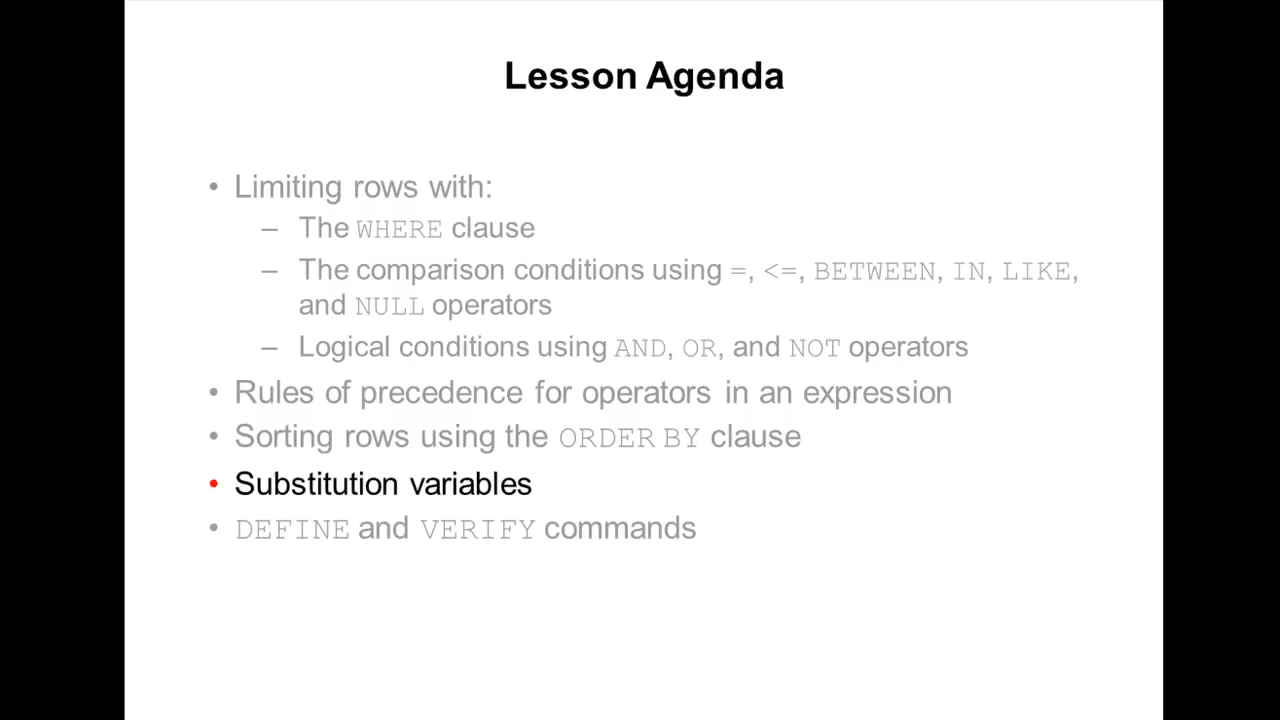 Lesson Agenda
• Limiting rows with:
– The WHERE clause
– The comparison conditions using =, <=, BETWEEN, IN, LIKE,
and NULL operators
– Logical conditions using AND, OR, and NOT operators
• Rules of precedence for operators in an expression
• Sorting rows using the ORDER BY clause
• Substitution variables
• DEFINE and VERIFY commands